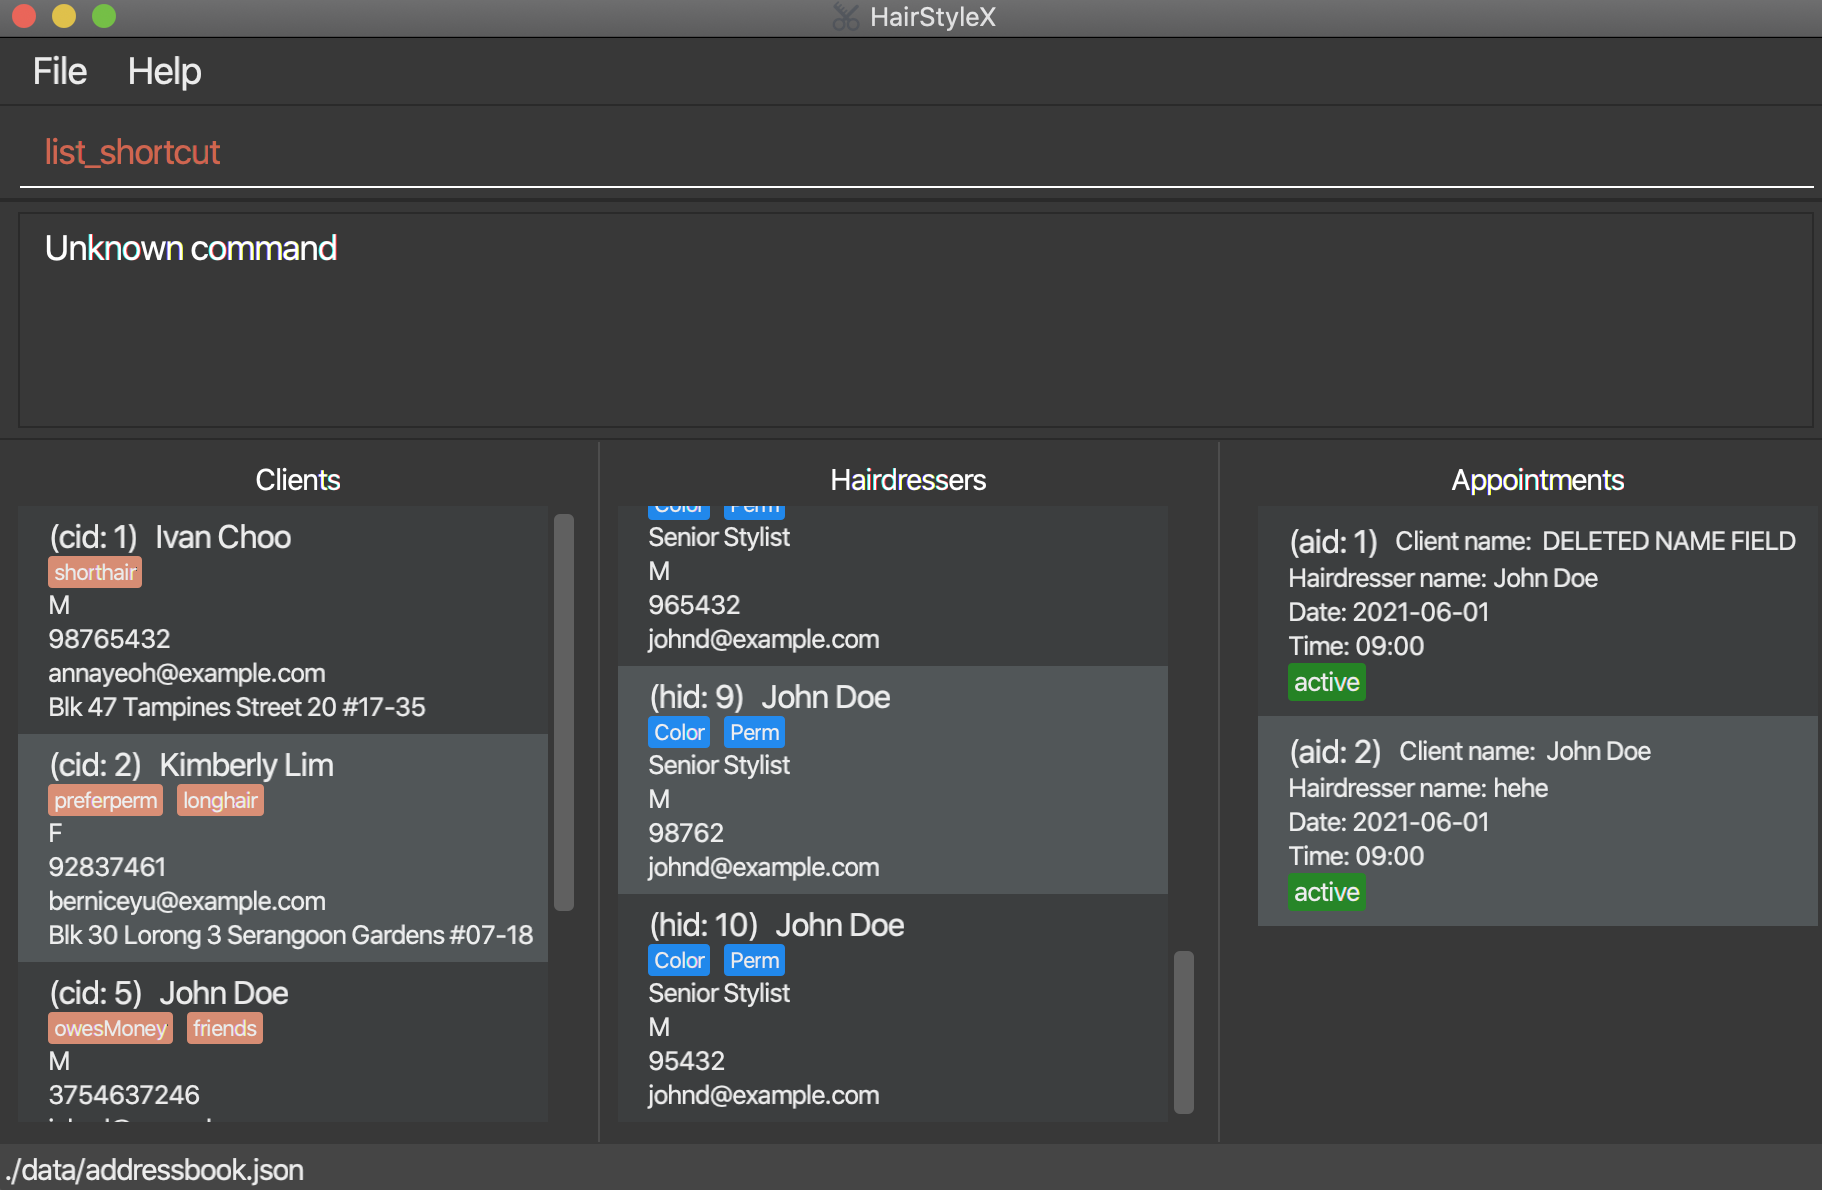 HairStyleX
File Help
list_shortcut
Unknown command
Clients
(cid: 1) Ivan Choo
shorthair
M
98765432
annayeoh@example.com
Blk 47 Tampines Street 20 #17-35
(cid: 2) Kimberly Lim
preferperm longhair
F
92837461
berniceyu@example.com
Blk 30 Lorong 3 Serangoon Gardens #07-18
(cid: 5) John Doe
owesMoney friends
M
3754637246
Hairdressers
Color Perm
Senior Stylist
M
965432
johnd@example.com
(hid: 9) John Doe
Color Perm
Senior Stylist
M
98762
johnd@example.com
(hid: 10) John Doe
Color Perm
Senior Stylist
M
95432
johnd@example.com
Appointments
(aid: 1) Client name: DELETED NAME FIELD
Hairdresser name: John Doe
Date: 2021-06-01
Time: 09:00
active
(aid: 2) Client name: John Doe
Hairdresser name: hehe
Date: 2021-06-01
Time: 09:00
active
./data/addressbook.json